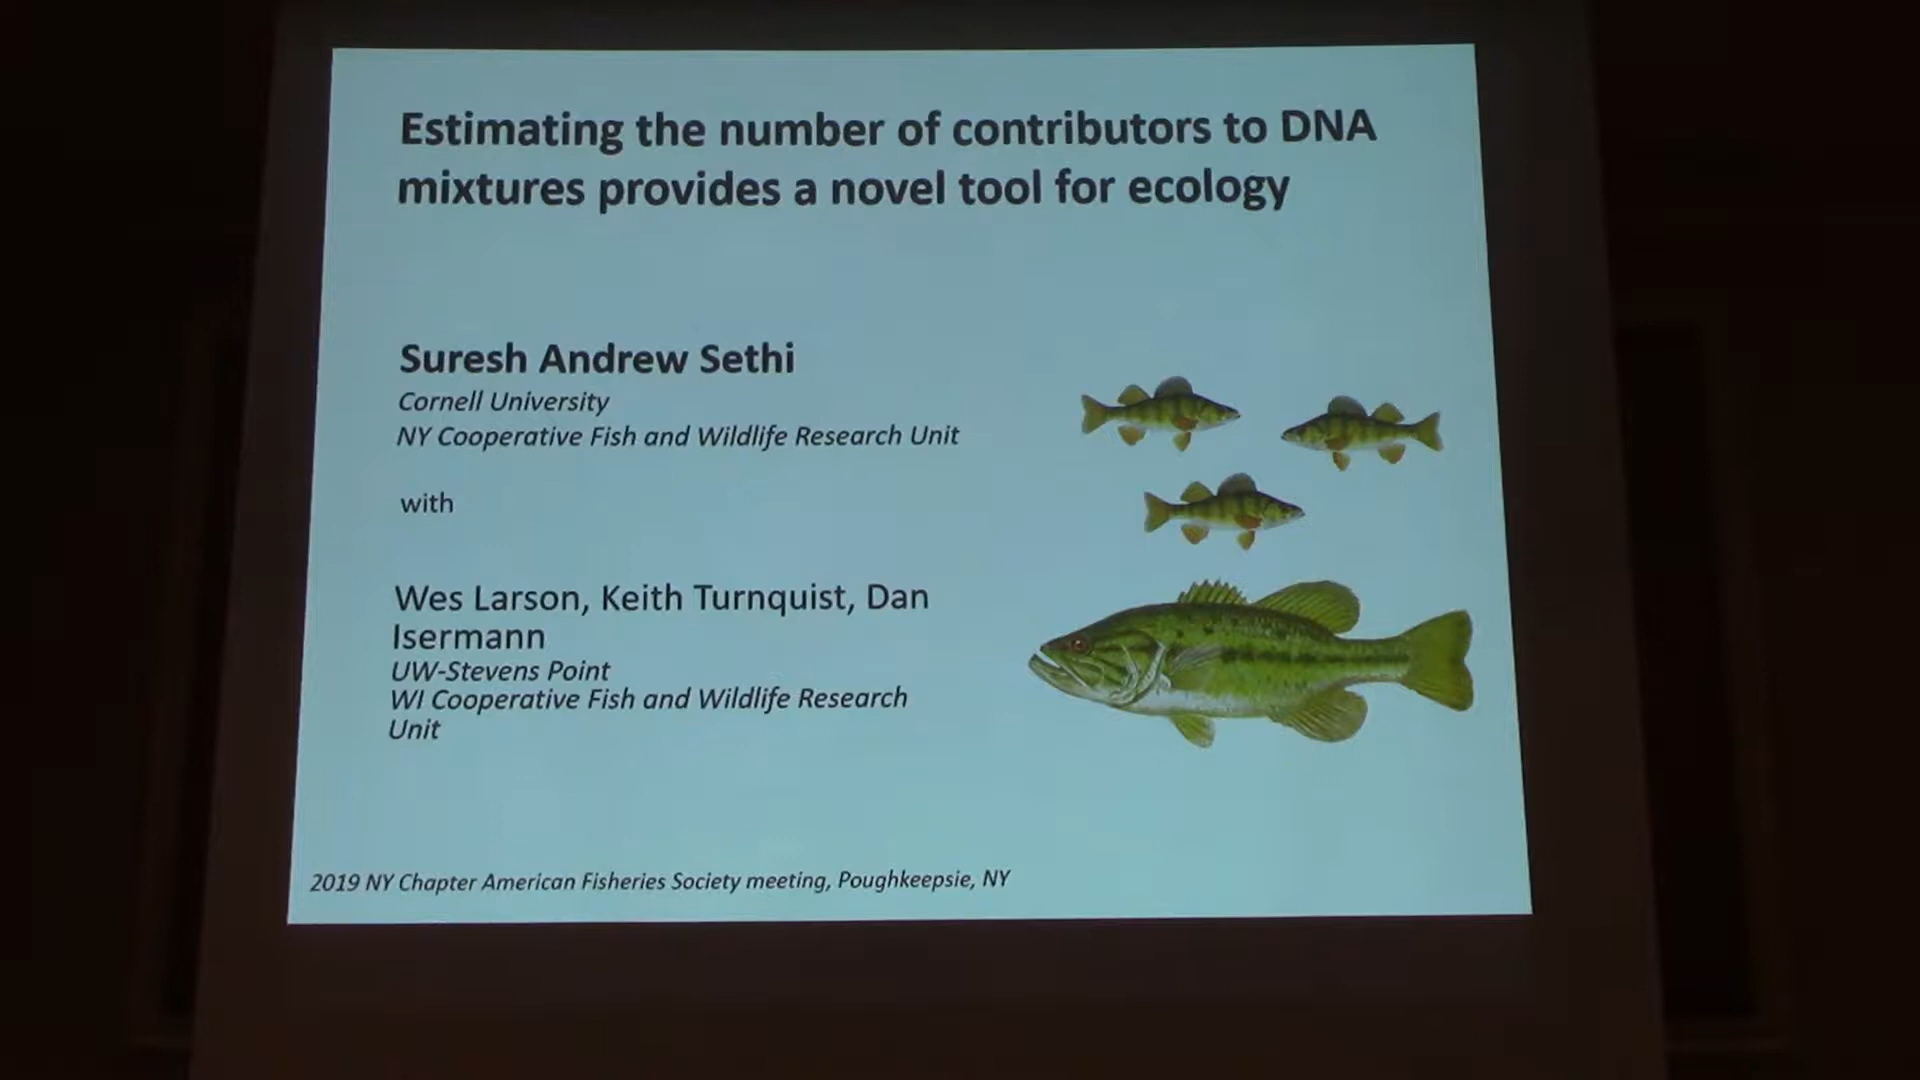 Estimating the number of contributors to DNA
mixtures provides a novel tool for ecology
Suresh Andrew Sethi
Cornell University
NY Cooperative Fish and Wildlife Research Unit
with
Wes Larson, Keith Turnquist, Dan
Isermann
UW-Stevens Point
WI Cooperative Fish and Wildlife Research
Unit
2019 NY Chapter American Fisheries Society meeting, Poughkeepsie, NY